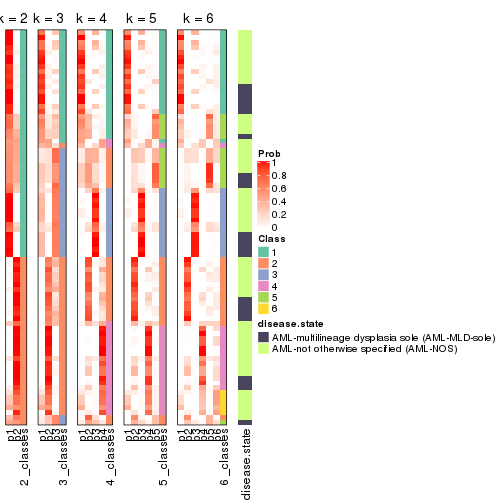 k = 2 k = 3 k = 4 k = 5 k = 6
Prob
1
0.8
0.6
0.4
0.2
0
Class
1
2
3
4
5
6
disease.state
AML-multilineage dysplasia sole (AML-MLD-sole)
AML-not otherwise specified (AML-NOS)
p1
p2
2_classes
p1
p2
p3
3_classes
p1
p2
p3
p4
4_classes
p1
p2
p3
p4
p5
5_classes
p1
p2
p3
p4
p5
p6
6_classes
disease.state